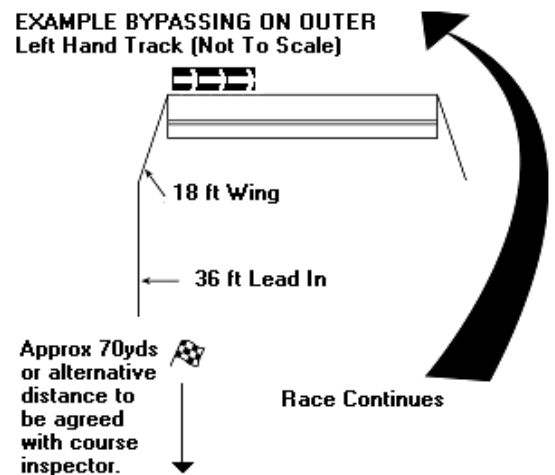 EXAMPLE BYPASSING ON OUTER
Left Hand Track (Not To Scale)
18 ft Wing
36 ft Lead In
Approx 70yds
or alternative
distance to
be agreed
with course
inspector.
Race Continues